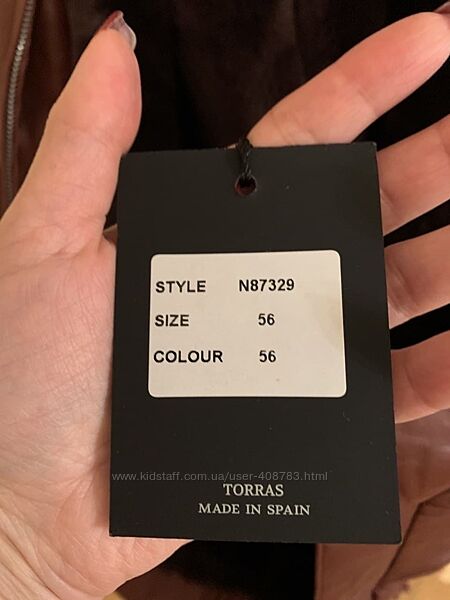 STYLE N87329
SIZE 56
COLOUR 56
www.kidstaff.com.ua/user-408783.html
TORRAS
MADE IN SPAIN